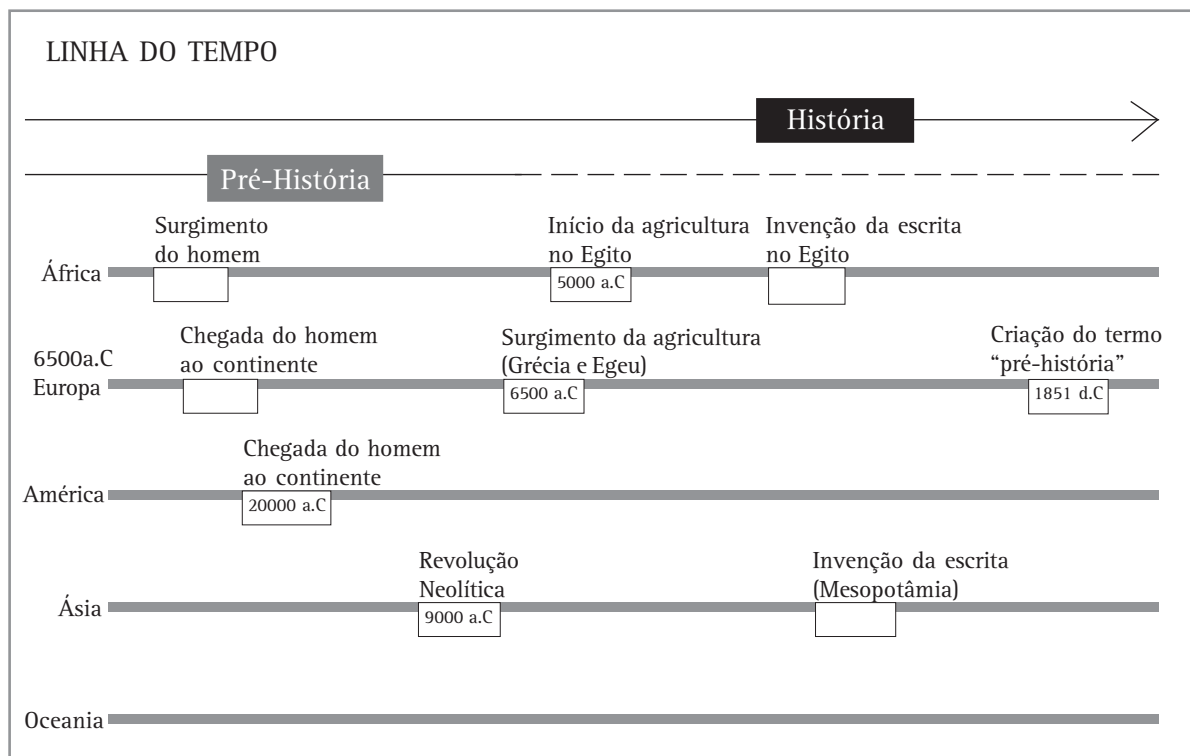 LINHA DO TEMPO
História
Pré-História
Surgimento
do homem
Início da agricultura
no Egito
Invenção da escrita
no Egito
África
5000 a.C
Chegada do homem
ao continente
Surgimento da agricultura
(Grécia e Egeu)
Criação do termo
“pré-história”
6500a.C
Europa
6500 a.C
1851 d.C
Chegada do homem
ao continente
América
20000 a.C
Revolução
Neolítica
Invenção da escrita
(Mesopotâmia)
Ásia
9000 a.C
Oceania